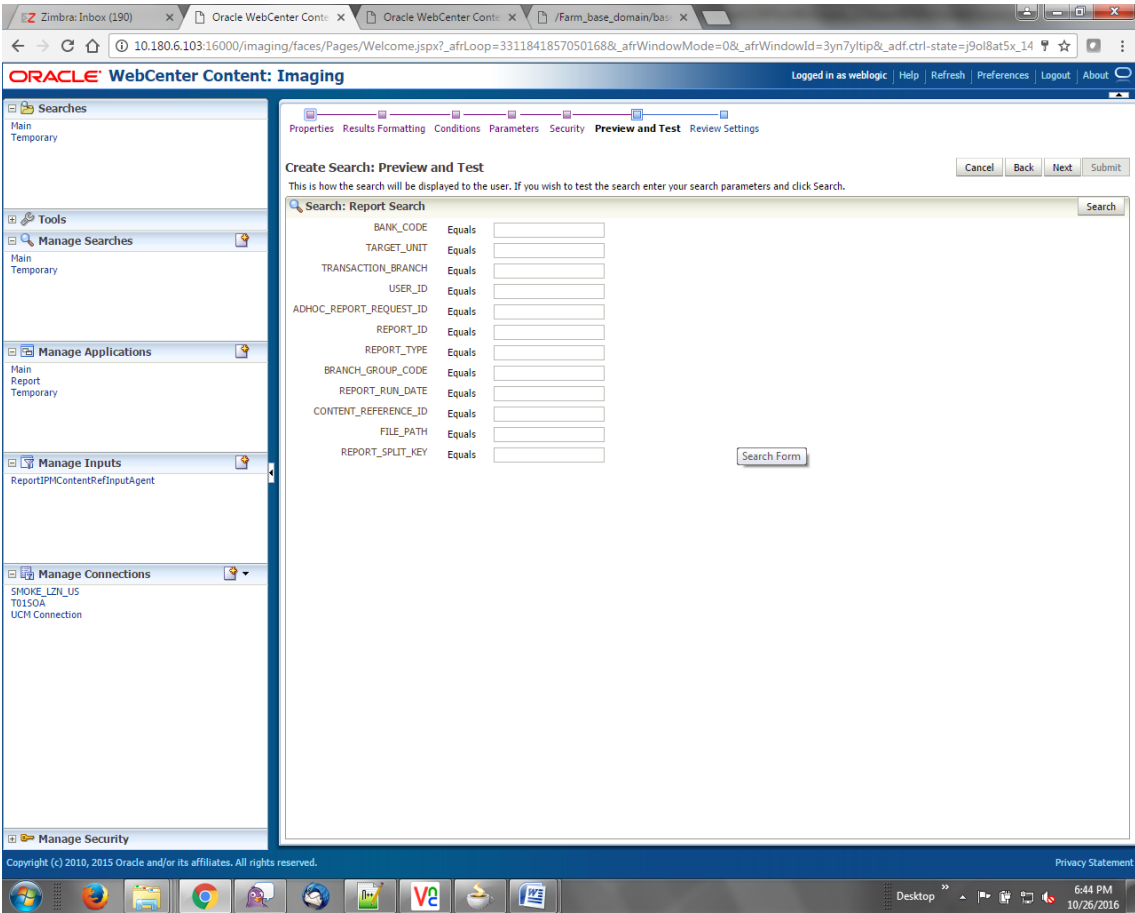 Zimbra: Inbox (190)
Oracle WebCenter Conte
Oracle WebCenter Conte
/Farm_base_domain/bas
10.180.6.103:16000/imaging/faces/Pages/Welcome.jspx?_afrLoop=3311841857050168&_afrWindowMode=0&_afrWindowId=3yn7yltip&_adf.ctrl-state=j9ol8at5x_14
ORACLE WebCenter Content: Imaging
Logged in as weblogic Help Refresh Preferences Logout About
Searches
Main
Temporary
Tools
Manage Searches
Main
Temporary
Manage Applications
Main
Report
Temporary
Manage Inputs
ReportIPMContentRefInputAgent
Manage Connections
SMOKE_LZN_US
T01SOA
UCM Connection
Manage Security
Properties Results Formatting Conditions Parameters Security Preview and Test Review Settings
Create Search: Preview and Test
Cancel Back Next Submit
This is how the search will be displayed to the user. If you wish to test the search enter your search parameters and click Search.
Search: Report Search
Search
BANK_CODE Equals
TARGET_UNIT Equals
TRANSACTION_BRANCH Equals
USER_ID Equals
ADHOC_REPORT_REQUEST_ID Equals
REPORT_ID Equals
REPORT_TYPE Equals
BRANCH_GROUP_CODE Equals
REPORT_RUN_DATE Equals
CONTENT_REFERENCE_ID Equals
FILE_PATH Equals
REPORT_SPLIT_KEY Equals
Search Form
Copyright (c) 2010, 2015 Oracle and/or its affiliates. All rights reserved.
Privacy Statement
Desktop
6:44 PM
10/26/2016